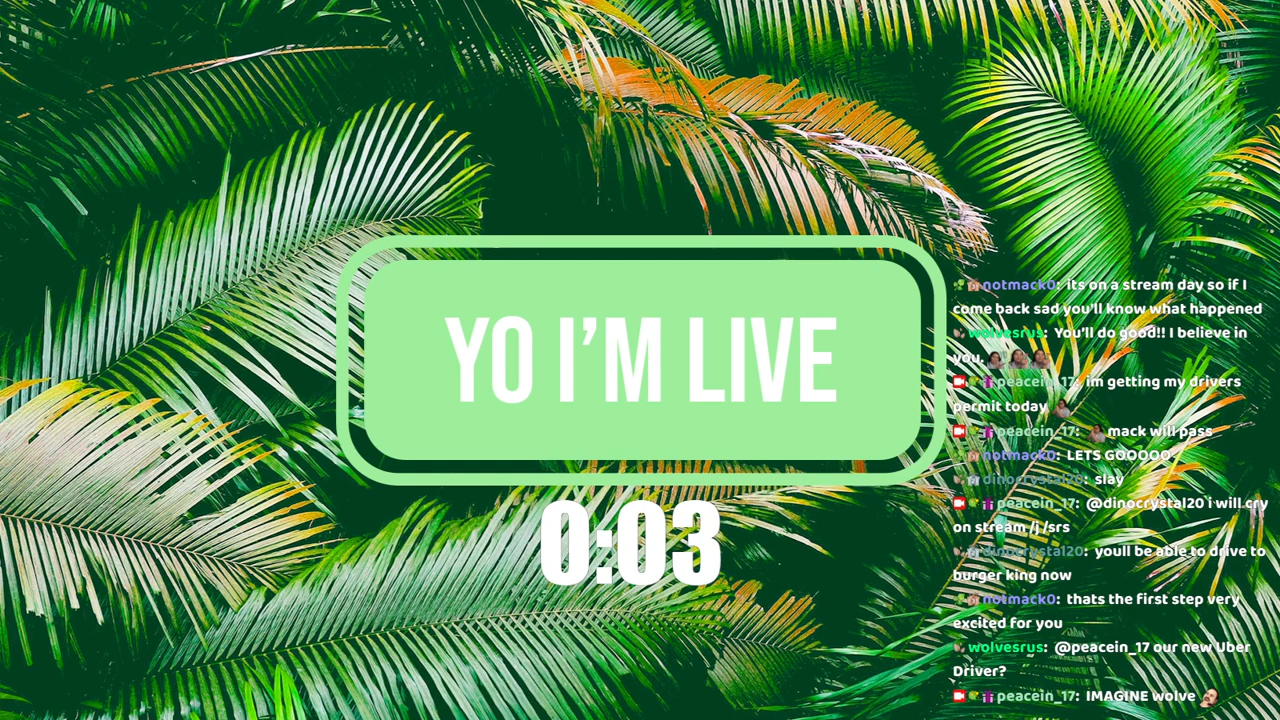 YO I’M LIVE
0:03
notmack0: its on a stream day so if I
come back sad you'll know what happened
wolvesrus: You'll do good!! I believe in
you.
peacein_17: im getting my drivers
permit today
peacein_17: mack will pass
notmack0: LETS GOOOOO
dinocrystal20: slay
peacein_17: @dinocrystal20 i will cry
on stream /j /srs
dinocrystal20: youll be able to drive to
burger king now
notmack0: thats the first step very
excited for you
wolvesrus: @peacein_17 our new Uber
Driver?
peacein_17: IMAGINE wolve